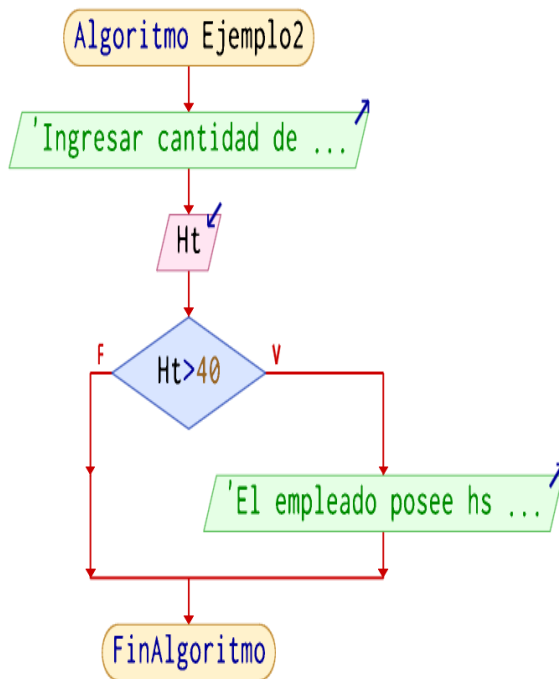 Algoritmo Ejemplo2
'Ingresar cantidad de ...
Ht
F
Ht>40
V
'El empleado posee hs ...
FinAlgoritmo